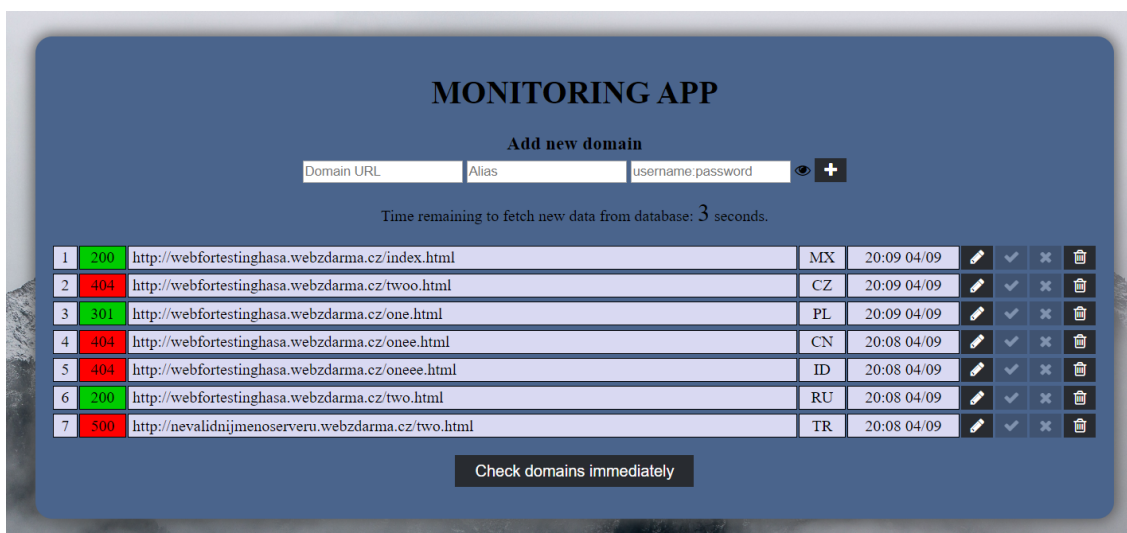 MONITORING APP
Add new domain
Domain URL Alias username:password
Time remaining to fetch new data from database: 3 seconds.
1 200 http://webfortestinghasa.webzdarma.cz/index.html MX 20:09 04/09
2 404 http://webfortestinghasa.webzdarma.cz/twoo.html CZ 20:09 04/09
3 301 http://webfortestinghasa.webzdarma.cz/one.html PL 20:09 04/09
4 404 http://webfortestinghasa.webzdarma.cz/onee.html CN 20:08 04/09
5 404 http://webfortestinghasa.webzdarma.cz/oneee.html ID 20:08 04/09
6 200 http://webfortestinghasa.webzdarma.cz/two.html RU 20:08 04/09
7 500 http://nevalidnijmenoserveru.webzdarma.cz/two.html TR 20:08 04/09
Check domains immediately